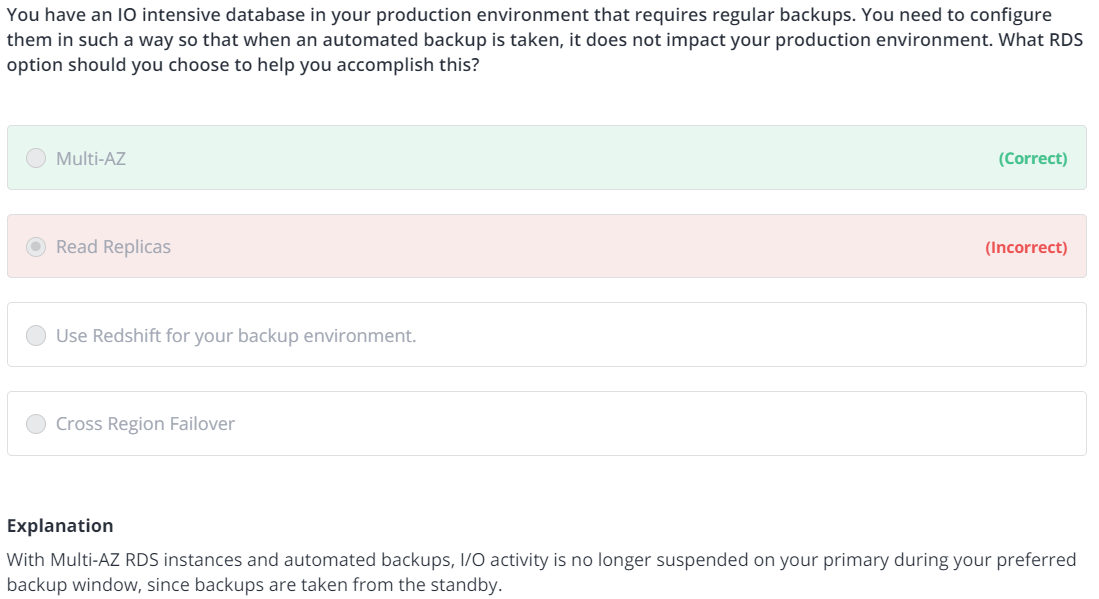 You have an IO intensive database in your production environment that requires regular backups. You need to configure
them in such a way so that when an automated backup is taken, it does not impact your production environment. What RDS
option should you choose to help you accomplish this?
Multi-AZ (Correct)
Read Replicas (Incorrect)
Use Redshift for your backup environment.
Cross Region Failover
Explanation
With Multi-AZ RDS instances and automated backups, I/O activity is no longer suspended on your primary during your preferred
backup window, since backups are taken from the standby.